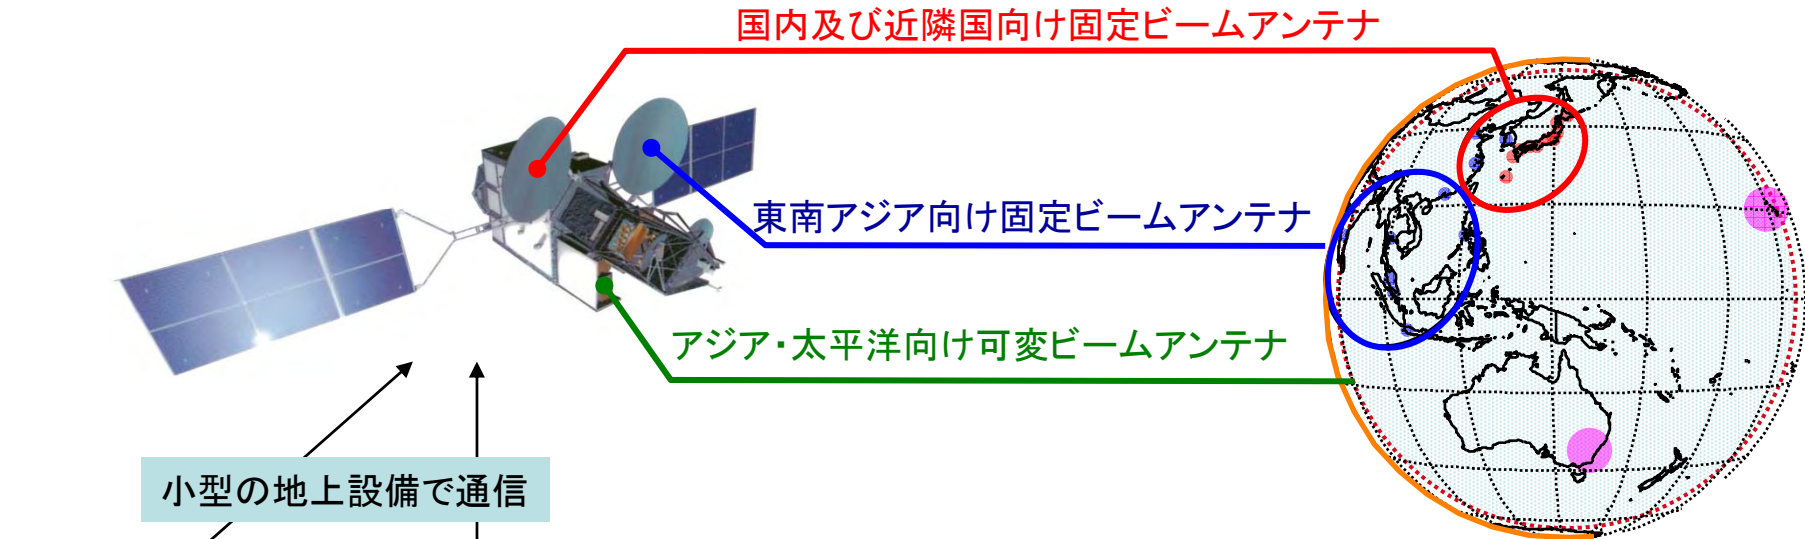 国内及び近隣国向け固定ビームアンテナ
東南アジア向け固定ビームアンテナ
アジア・太平洋向け可変ビームアンテナ
小型の地上設備で通信